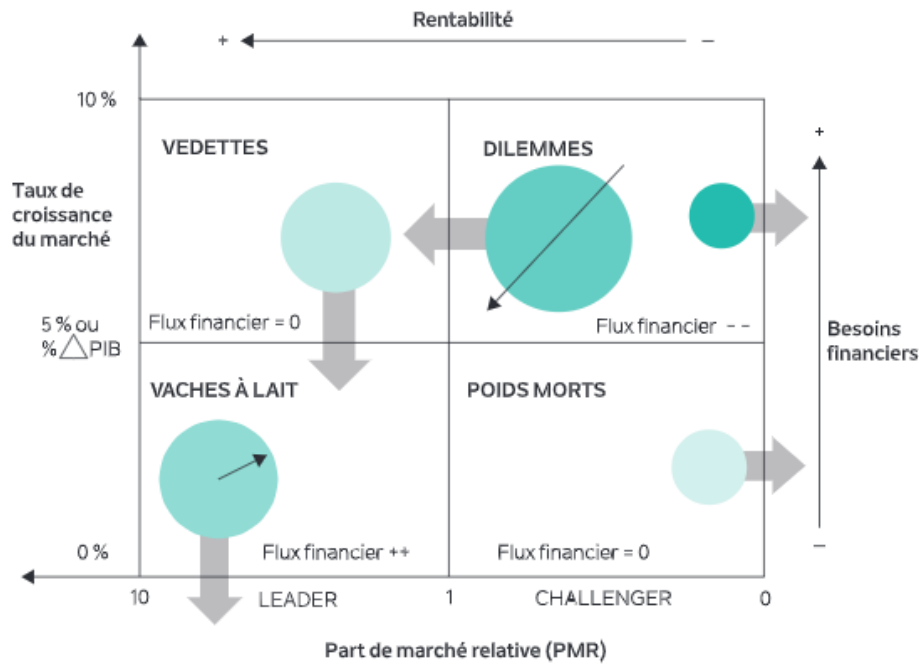 Rentabilité
+ –
10 %
VEDETTES
DILEMMES
+
Taux de
croissance
du marché
Flux financier = 0
Flux financier - -
5 % ou
% △ PIB
Besoins
financiers
VACHES À LAIT
POIDS MORTS
0 %
Flux financier ++
Flux financier = 0
–
10
LEADER
1
CHALLENGER
0
Part de marché relative (PMR)